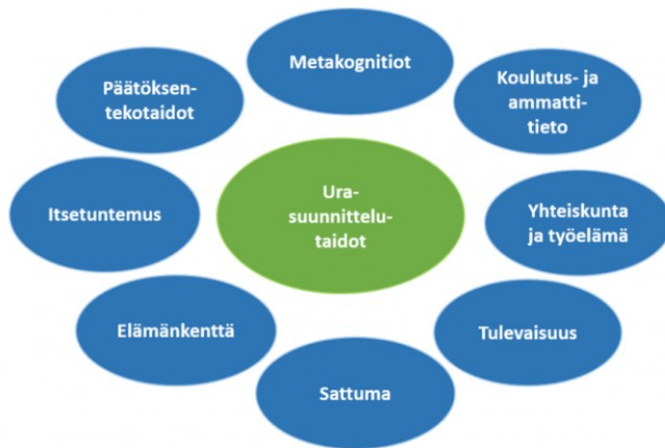 Metakognitiot
Päätöksen-
tekotaidot
Koulutus- ja
ammatti-
tieto
Itsetuntemus
Ura-
suunnittelu-
taidot
Yhteiskunta
ja työelämä
Elämänkenttä
Tulevaisuus
Sattuma